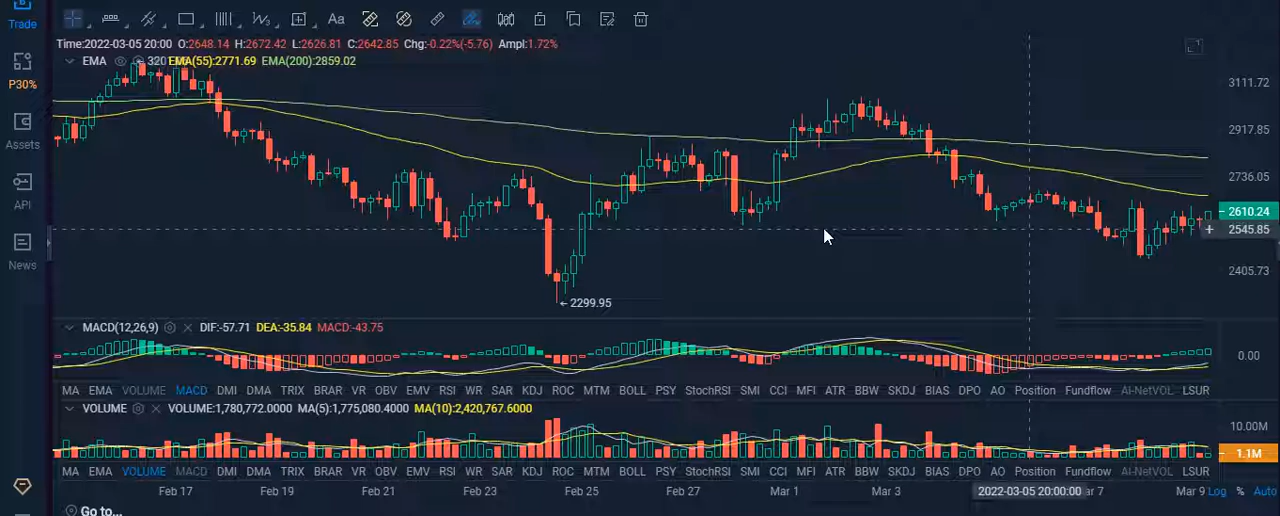 Trade
P30%
Assets
API
News
Aa
Time:2022-03-05 20:00 O:2648.14 H:2672.42 L:2626.81 C:2642.85 Chg:-0.22%(-5.76) Ampl:1.72%
EMA 320 EMA(55):2771.69 EMA(200):2859.02
3111.72
2917.85
2736.05
2610.24
2545.85
2405.73
2299.95
MACD(12,26,9) DIF:-57.71 DEA:-35.84 MACD:-43.75
0.00
MA EMA VOLUME MACD DMI DMA TRIX BRAR VR OBV EMV RSI WR SAR KDJ ROC MTM BOLL PSY StochRSI SMI CCI MFI ATR BBW SKDJ BIAS DPO AO Position Fundflow AI-NetVOL LSUR
VOLUME VOLUME:1,780,772.0000 MA(5):1,775,080.4000 MA(10):2,420,767.6000
10.00M
1.1M
MA EMA VOLUME MACD DMI DMA TRIX BRAR VR OBV EMV RSI WR SAR KDJ ROC MTM BOLL PSY StochRSI SMI CCI MFI ATR BBW SKDJ BIAS DPO AO Position Fundflow AI-NetVOL LSUR
Feb 17 Feb 19 Feb 21 Feb 23 Feb 25 Feb 27 Mar 1 Mar 3 2022-03-05 20:00:00 ar 7 Mar 9 Log % Auto
Go to...